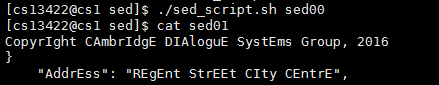 [cs13422@cs1 sed]$ ./sed_script.sh sed00
[cs13422@cs1 sed]$ cat sed01
CopyrIght CAmbrIdgE DIAloguE SystEms Group, 2016
}
    "AddrEss": "REgEnt StrEEt CIty CEntrE",